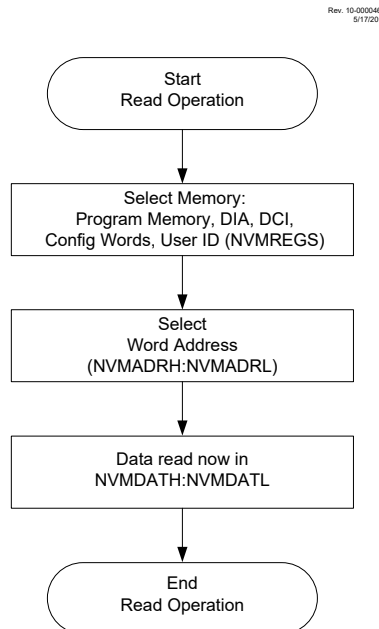 Rev. 10-000046
5/17/20
Start
Read Operation
Select Memory:
Program Memory, DIA, DCI,
Config Words, User ID (NVMREGS)
Select
Word Address
(NVMADRH:NVMADRL)
Data read now in
NVMDATH:NVMDATL
End
Read Operation